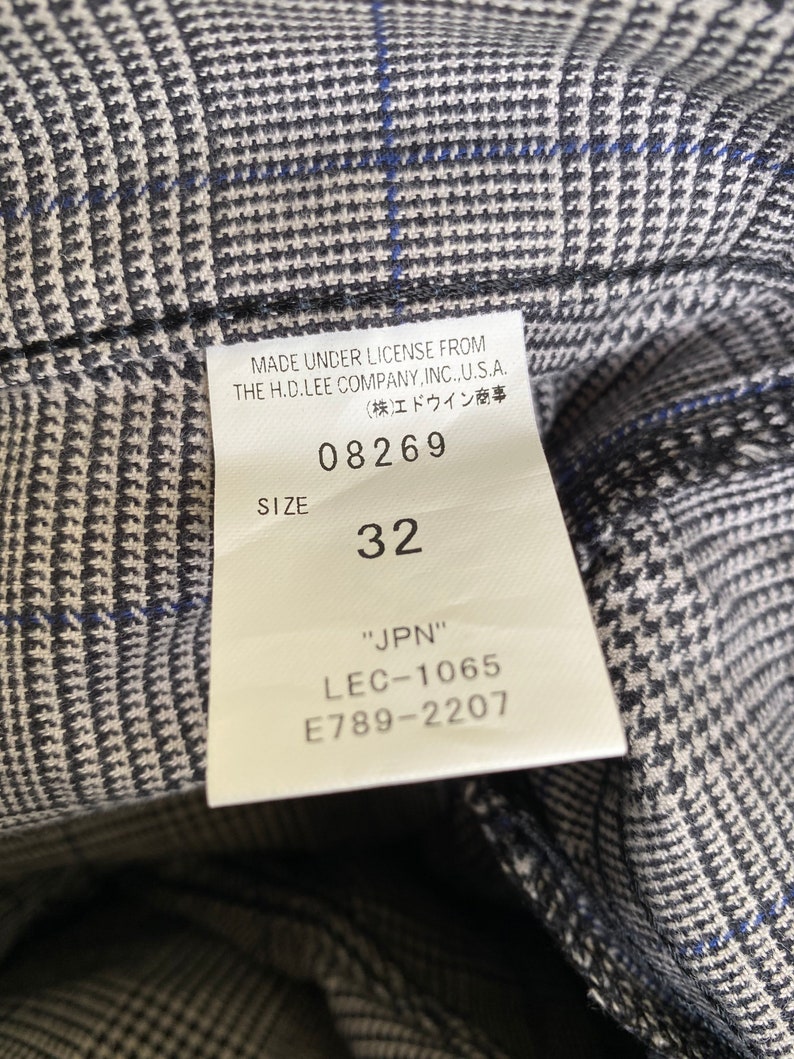 MADE UNDER LICENSE FROM
THE H.D.LEE COMPANY,INC.,U.S.A.
(株)エドウイン商事
08269
SIZE
32
"JPN"
LEC-1065
E789-2207